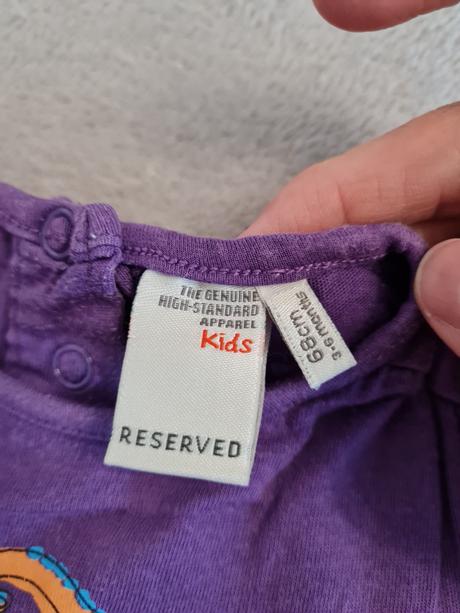 THE GENUINE
HIGH-STANDARD
APPAREL
Kids
RESERVED
68cm
3-6 months